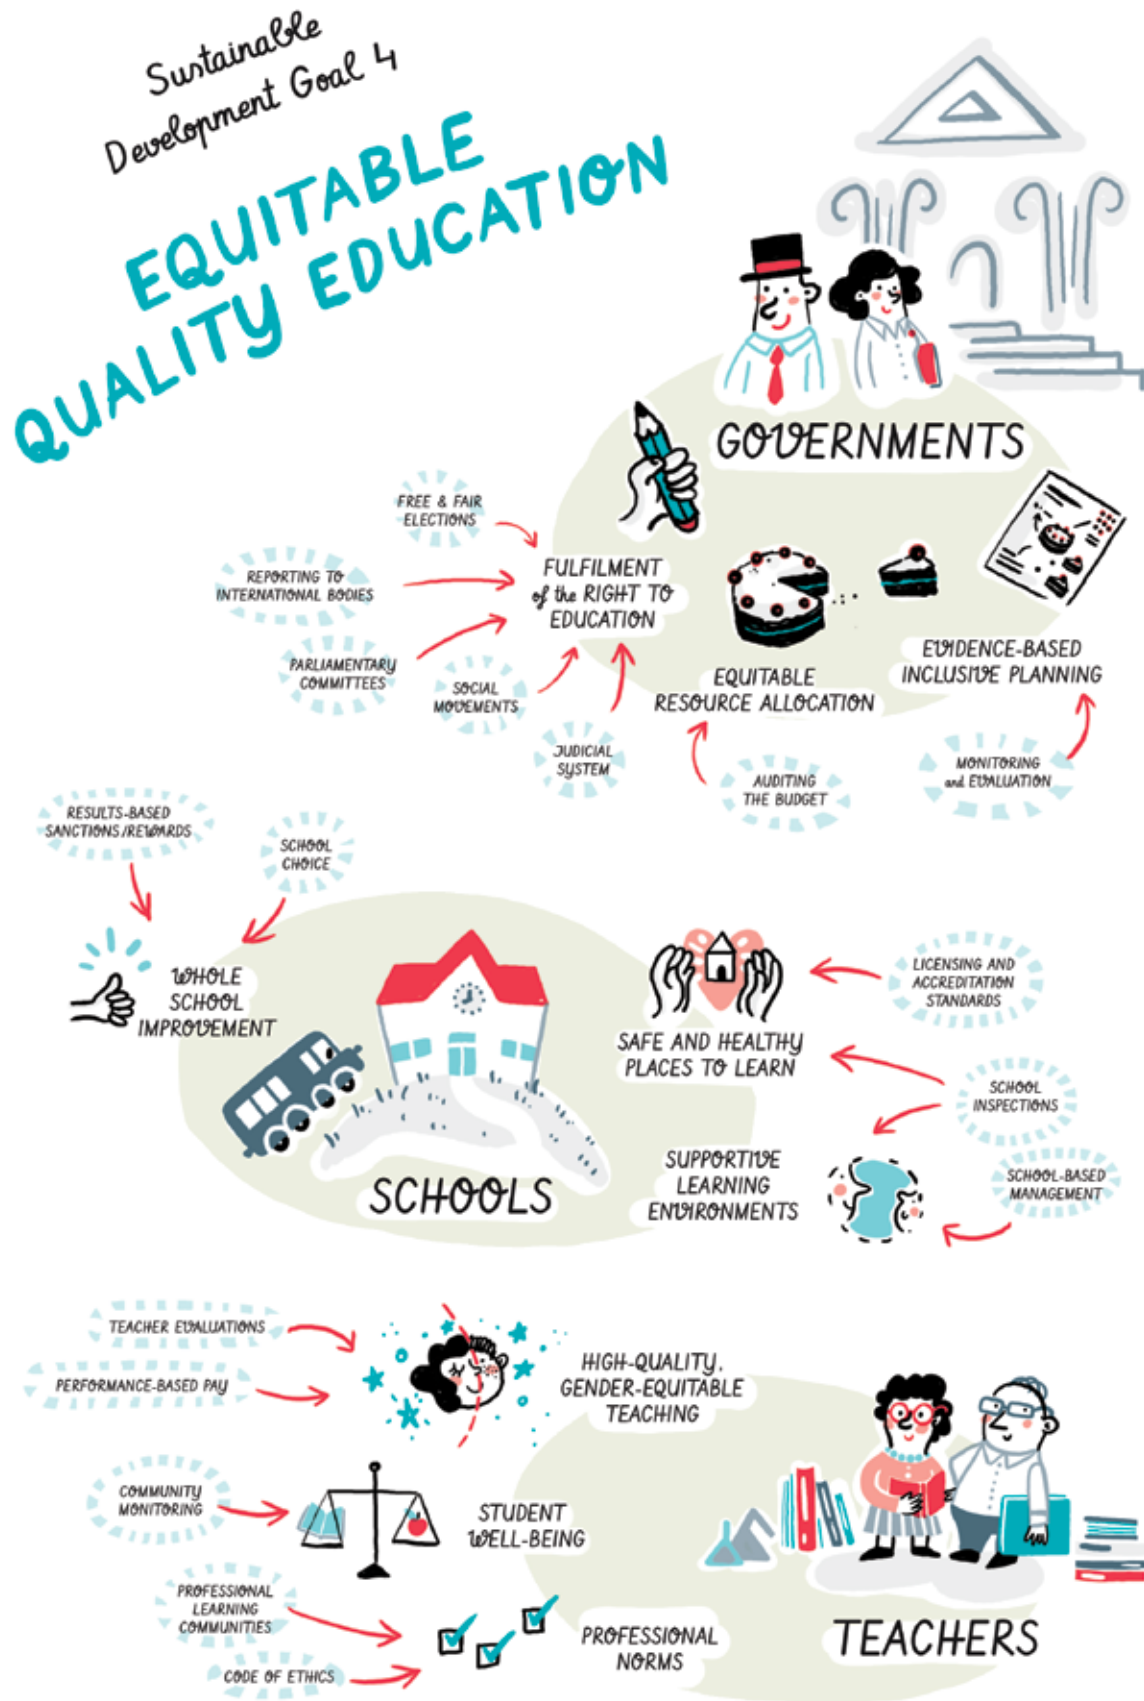 Sustainable
Development Goal 4
EQUITABLE
QUALITY EDUCATION
GOVERNMENTS
FREE & FAIR
ELECTIONS
REPORTING TO
INTERNATIONAL BODIES
PARLIAMENTARY
COMMITTEES
SOCIAL
MOVEMENTS
JUDICIAL
SYSTEM
FULFILMENT
of the RIGHT TO
EDUCATION
EQUITABLE
RESOURCE ALLOCATION
AUDITING
THE BUDGET
EVIDENCE-BASED
INCLUSIVE PLANNING
MONITORING
and EVALUATION
RESULTS-BASED
SANCTIONS/REWARDS
SCHOOL
CHOICE
WHOLE
SCHOOL
IMPROVEMENT
SCHOOLS
SAFE AND HEALTHY
PLACES TO LEARN
LICENSING AND
ACCREDITATION
STANDARDS
SCHOOL
INSPECTIONS
SUPPORTIVE
LEARNING
ENVIRONMENTS
SCHOOL-BASED
MANAGEMENT
TEACHER EVALUATIONS
PERFORMANCE-BASED PAY
HIGH-QUALITY,
GENDER-EQUITABLE
TEACHING
COMMUNITY
MONITORING
STUDENT
WELL-BEING
PROFESSIONAL
LEARNING
COMMUNITIES
CODE OF ETHICS
PROFESSIONAL
NORMS
TEACHERS